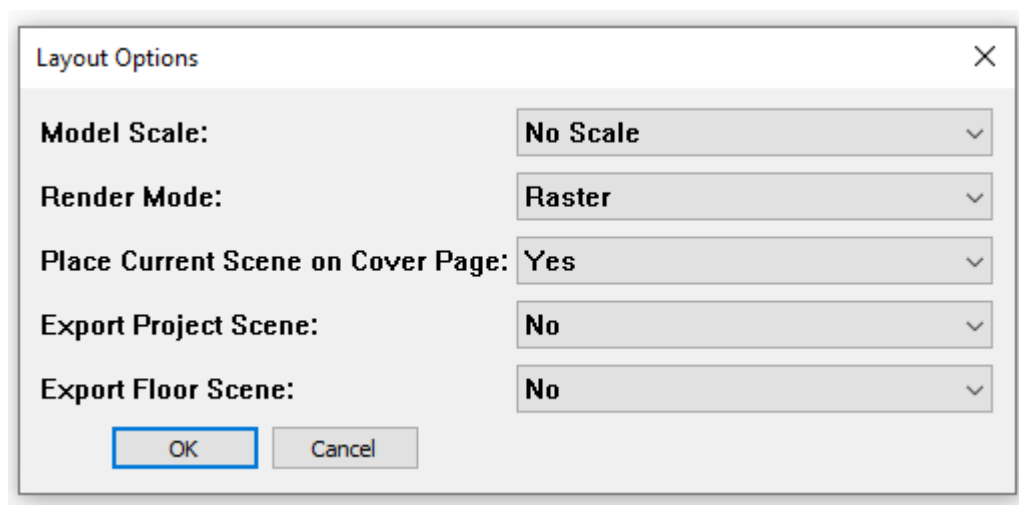 Layout Options
Model Scale: No Scale
Render Mode: Raster
Place Current Scene on Cover Page: Yes
Export Project Scene: No
Export Floor Scene: No
OK Cancel